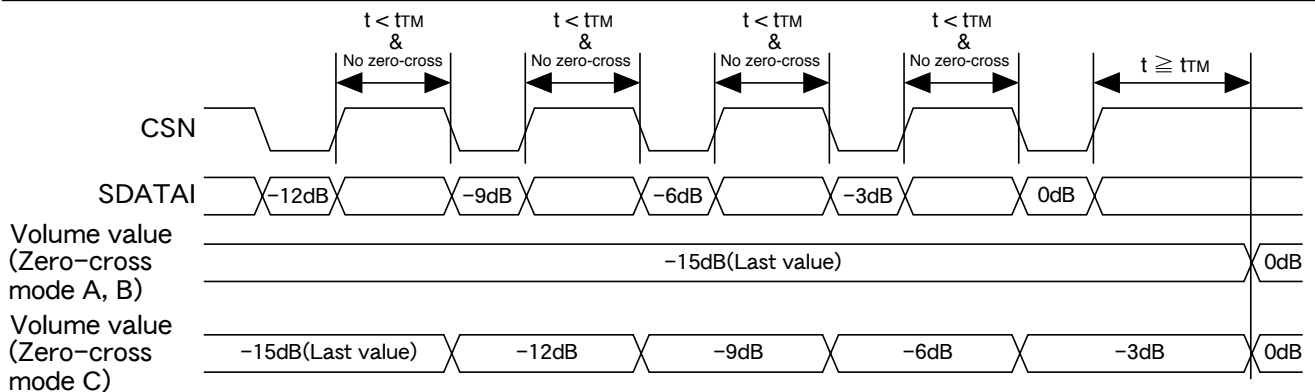 t < tTM
&
No zero-cross
t < tTM
&
No zero-cross
t < tTM
&
No zero-cross
t < tTM
&
No zero-cross
t ≧ tTM
CSN
SDATAI
−12dB
−9dB
−6dB
−3dB
0dB
Volume value
(Zero−cross
mode A, B)
−15dB(Last value)
0dB
Volume value
(Zero−cross
mode C)
−15dB(Last value)
−12dB
−9dB
−6dB
−3dB
0dB